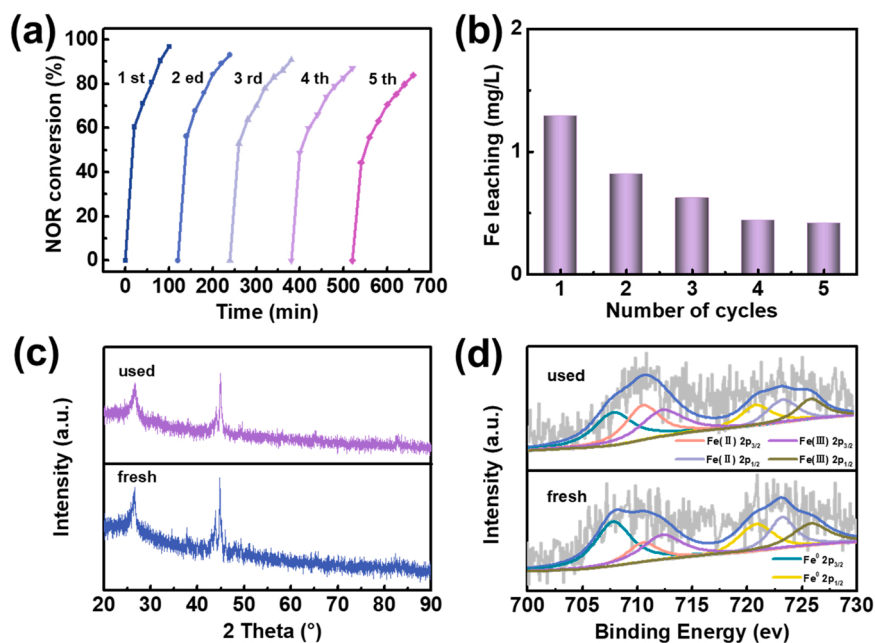 (a)
NOR conversion (%)
100
80
60
40
20
0
1 st
2 ed
3 rd
4 th
5 th
0 100 200 300 400 500 600 700
Time (min)
(b)
Fe leaching (mg/L)
2
1
0
1 2 3 4 5
Number of cycles
(c)
Intensity (a.u.)
used
fresh
20 30 40 50 60 70 80 90
2 Theta (°)
(d)
Intensity (a.u.)
used
Fe(Ⅱ) 2p3/2
Fe(Ⅲ) 2p3/2
Fe(Ⅱ) 2p1/2
Fe(Ⅲ) 2p1/2
fresh
Fe⁰ 2p3/2
Fe⁰ 2p1/2
700 705 710 715 720 725 730
Binding Energy (ev)